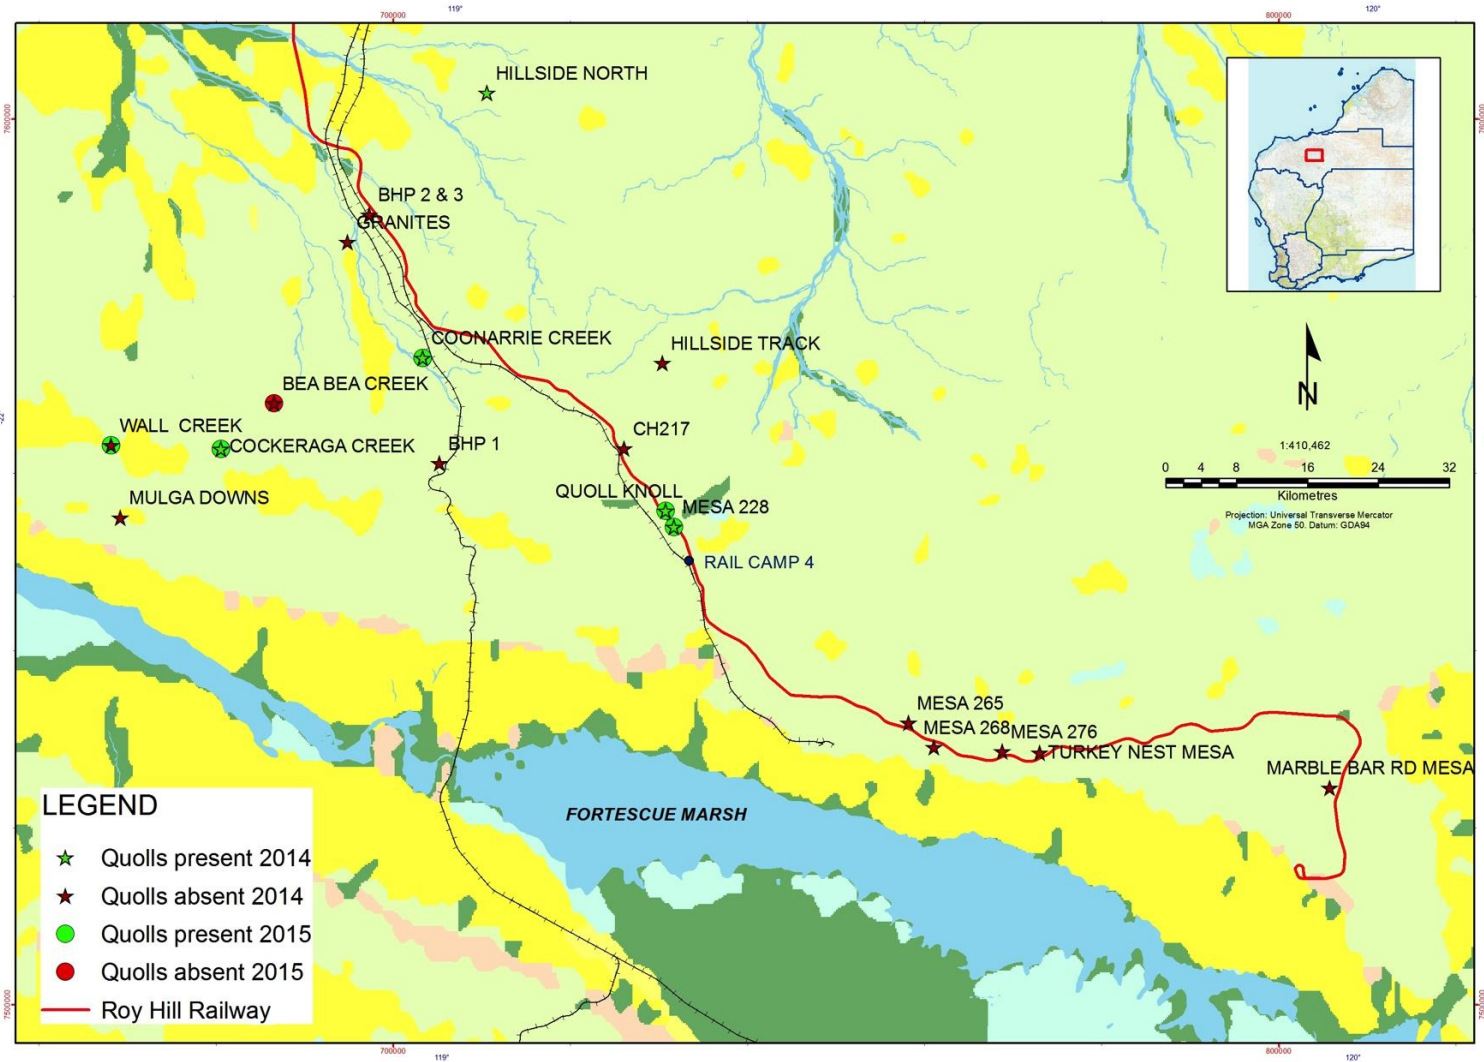 700000
119°
800000
120°
HILLSIDE NORTH
7600000
7600000
BHP 2 & 3
GRANITES
COONARRIE CREEK
HILLSIDE TRACK
BEA BEA CREEK
N
-22°
WALL CREEK
COCKERAGA CREEK
BHP 1
CH217
1:410,462
0 4 8 16 24 32
Kilometres
Projection: Universal Transverse Mercator
MGA Zone 50. Datum: GDA94
MULGA DOWNS
QUOLL KNOLL
MESA 228
RAIL CAMP 4
MESA 265
MESA 268
MESA 276
TURKEY NEST MESA
MARBLE BAR RD MESA
FORTESCUE MARSH
LEGEND
Quolls present 2014
Quolls absent 2014
Quolls present 2015
Quolls absent 2015
Roy Hill Railway
7500000
7500000
700000
119°
800000
120°